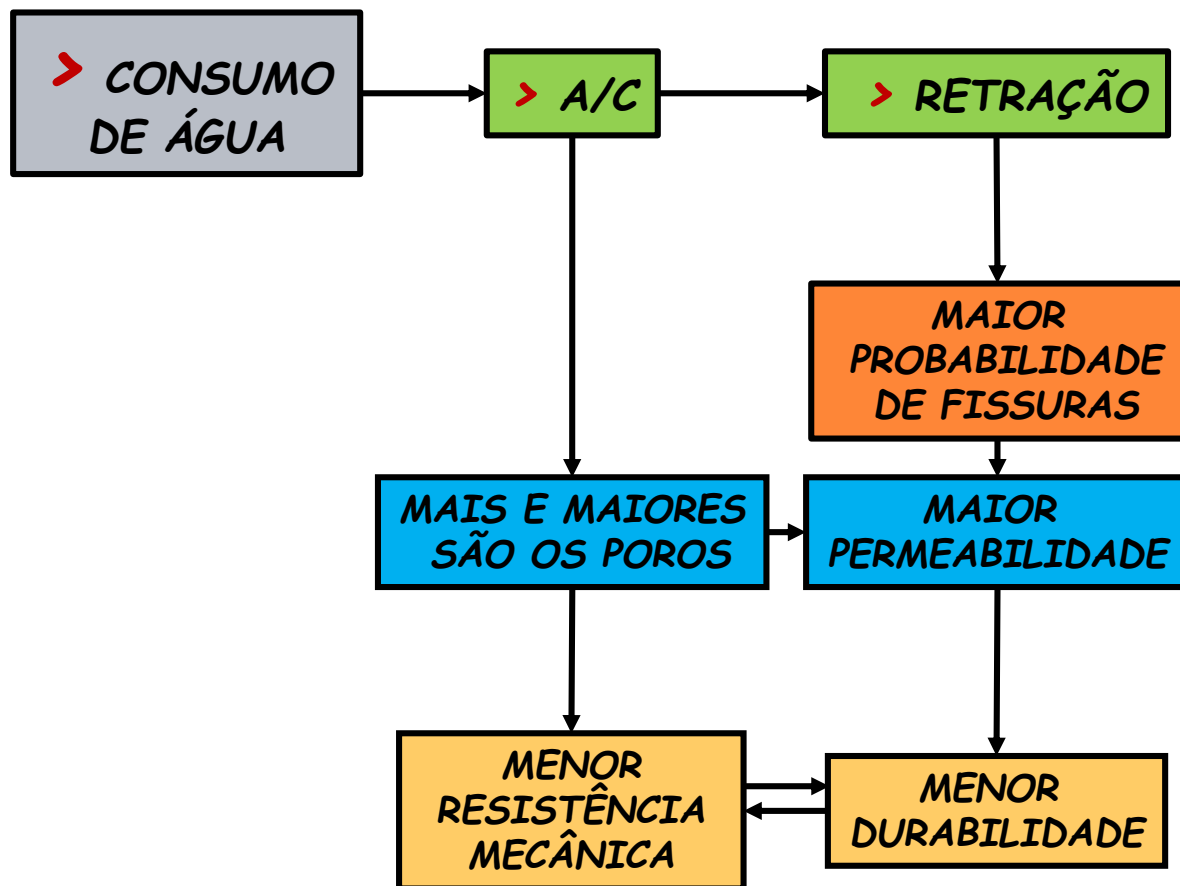 > CONSUMO
DE ÁGUA
> A/C
> RETRAÇÃO
MAIOR
PROBABILIDADE
DE FISSURAS
MAIS E MAIORES
SÃO OS POROS
MAIOR
PERMEABILIDADE
MENOR
RESISTÊNCIA
MECÂNICA
MENOR
DURABILIDADE